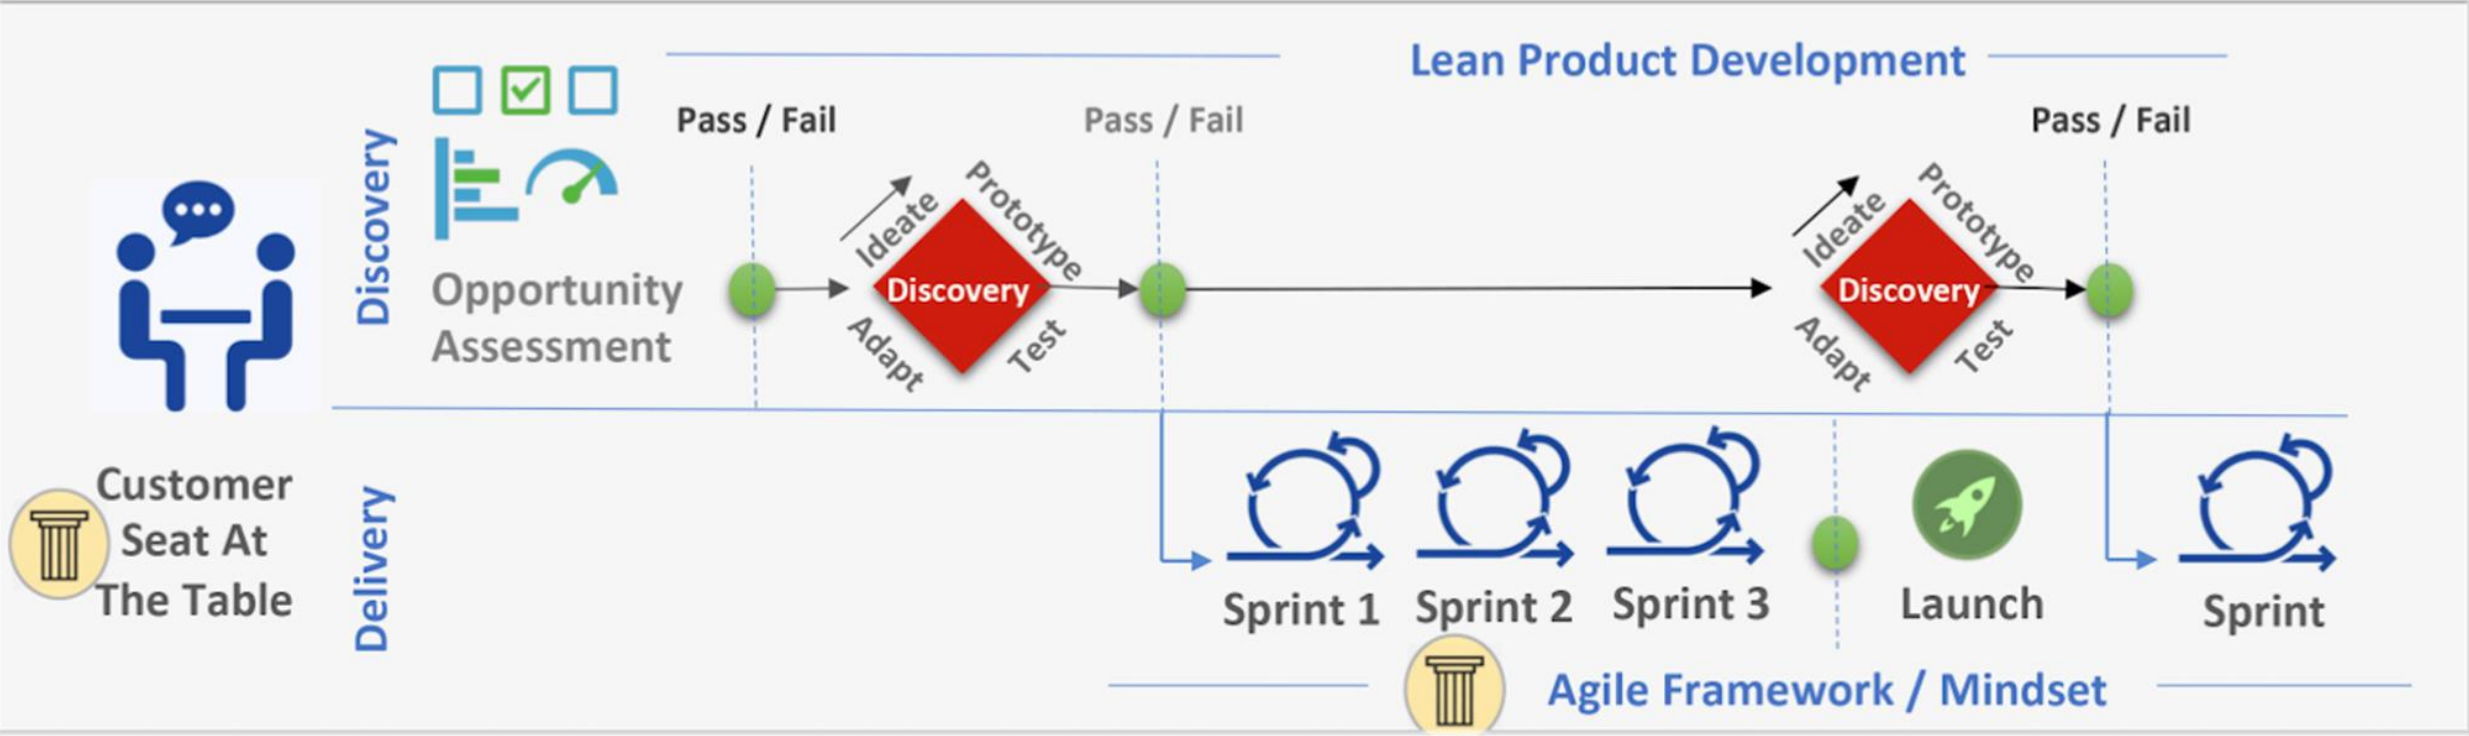 Lean Product Development
Pass / Fail
Pass / Fail
Pass / Fail
Discovery
Opportunity
Assessment
Ideate
Prototype
Discovery
Adapt
Test
Ideate
Prototype
Discovery
Adapt
Test
Customer
Seat At
The Table
Delivery
Sprint 1
Sprint 2
Sprint 3
Launch
Sprint
Agile Framework / Mindset